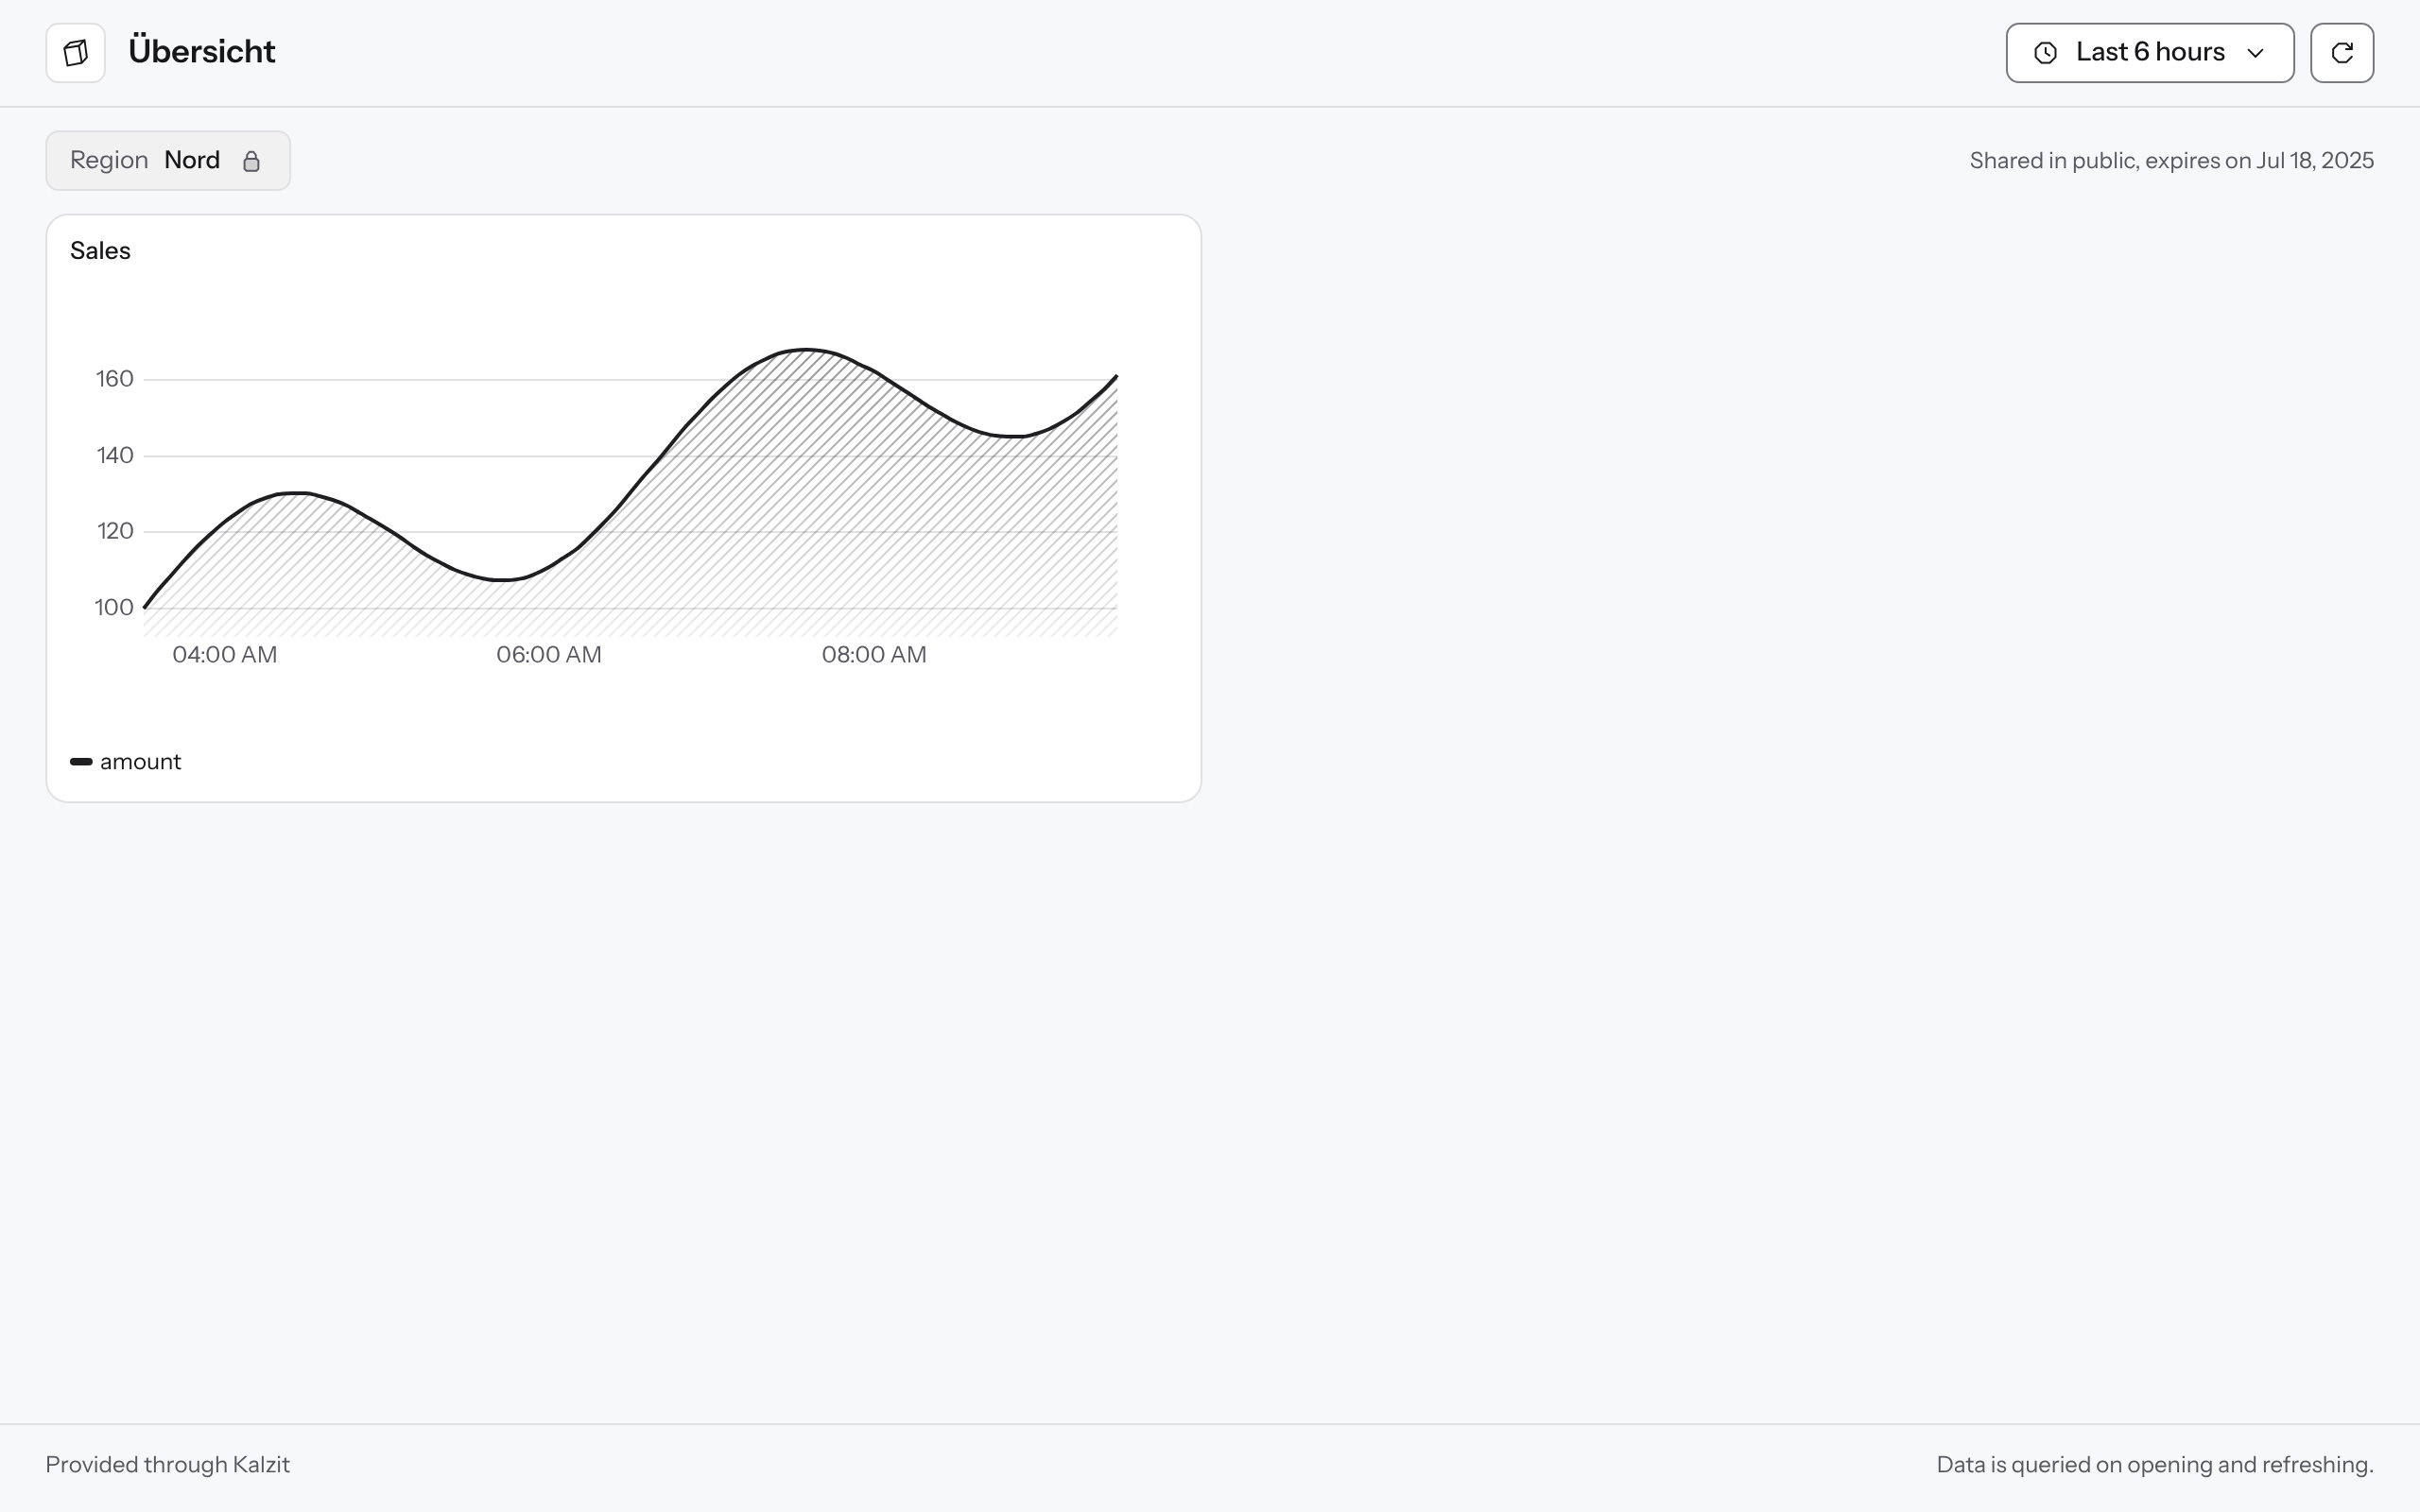 Übersicht
Last 6 hours
Region Nord
Shared in public, expires on Jul 18, 2025
Sales
160
140
120
100
04:00 AM 06:00 AM 08:00 AM
amount
Provided through Kalzit
Data is queried on opening and refreshing.